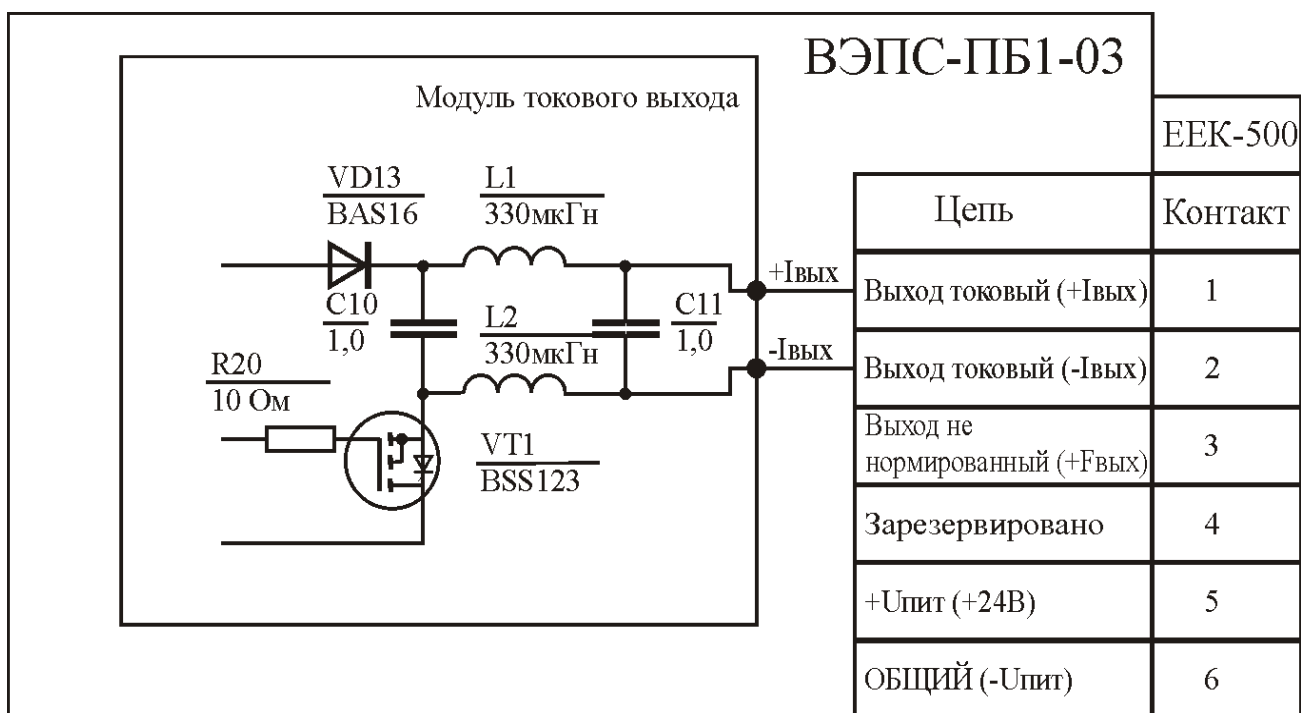 ВЭПС-ПБ1-03
Модуль токового выхода
VD13
BAS16
L1
330мкГн
C10
1,0
L2
330мкГн
C11
1,0
R20
10 Ом
VT1
BSS123
+Iвых
-Iвых
ЕЕК-500
Цепь Контакт
Выход токовый (+Iвых) 1
Выход токовый (-Iвых) 2
Выход не
нормированный (+Fвых) 3
Зарезервировано 4
+Uпит (+24В) 5
ОБЩИЙ (-Uпит) 6